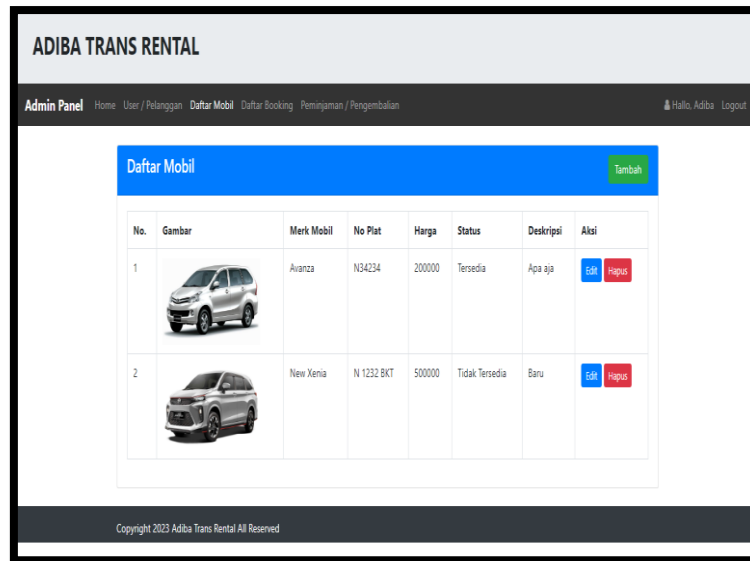 ADIBA TRANS RENTAL
Admin Panel Home User / Pelanggan Daftar Mobil Daftar Booking Peminjaman / Pengembalian Hallo, Adiba Logout
Daftar Mobil Tambah
No. Gambar Merk Mobil No Plat Harga Status Deskripsi Aksi
1 Avanza N34234 200000 Tersedia Apa aja Edit Hapus
2 New Xenia N 1232 BKT 500000 Tidak Tersedia Baru Edit Hapus
Copyright 2023 Adiba Trans Rental All Reserved